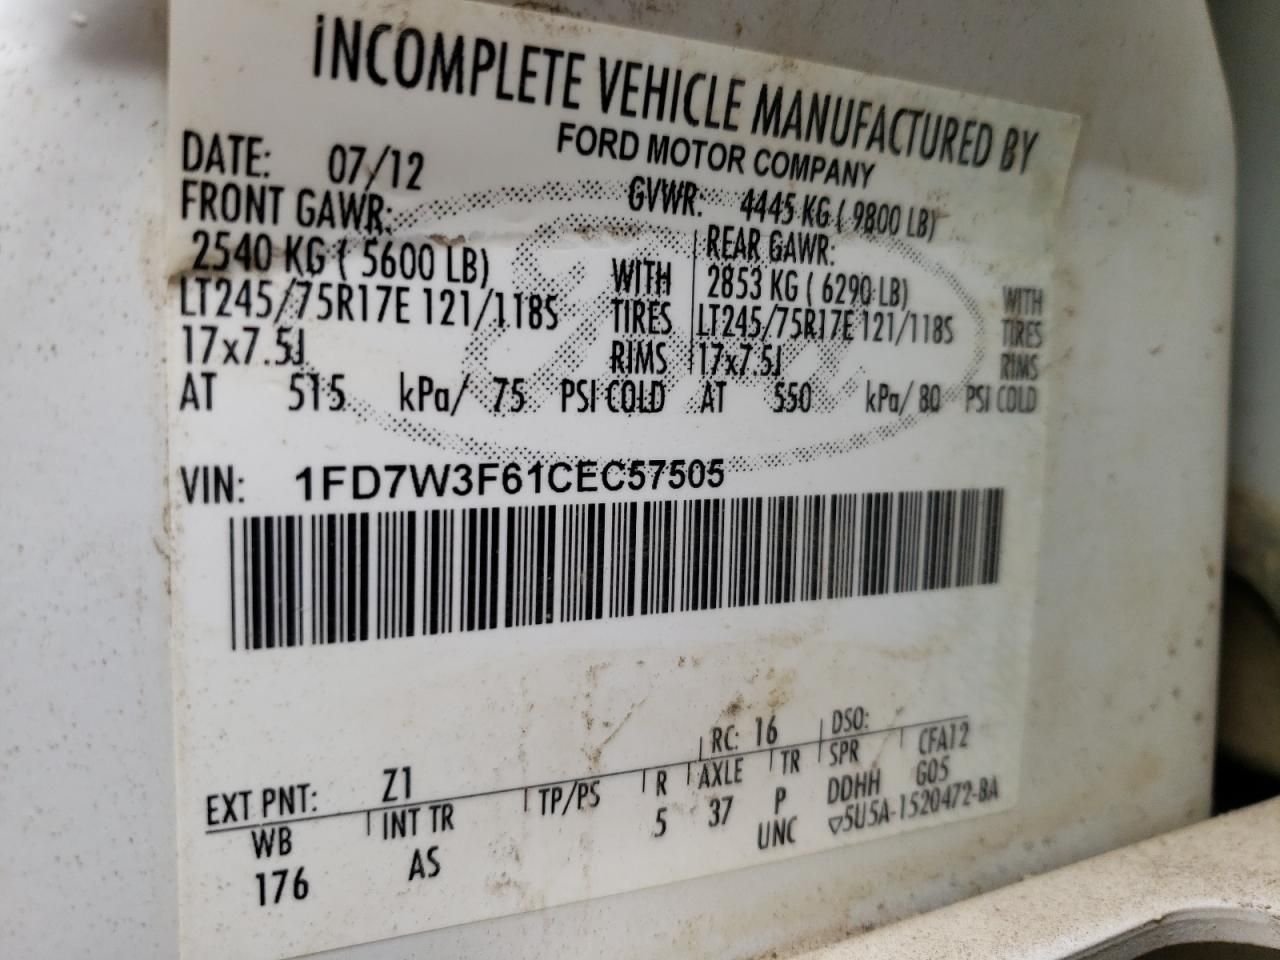 INCOMPLETE VEHICLE MANUFACTURED BY
FORD MOTOR COMPANY
DATE: 07/12 GVWR: 4445 KG ( 9800 LB)
FRONT GAWR: REAR GAWR:
2540 KG ( 5600 LB) WITH 2853 KG ( 6290 LB) WITH
LT245/75R17E 121/118S TIRES LT245/75R17E 121/118S TIRES
17x7.5J RIMS 17x7.5J RIMS
AT 515 kPa/ 75 PSI COLD AT 550 kPa/ 80 PSI COLD
VIN: 1FD7W3F61CEC57505
EXT PNT: Z1 RC: 16 DSO:
WB INT TR TP/PS R AXLE TR SPR CFA12
176 AS 5 37 P DDHH G05
UNC ▽5U5A-1520472-BA